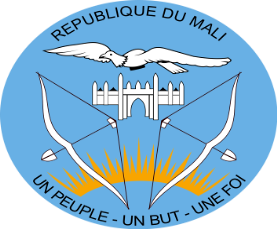 REPUBLIQUE DU MALI
UN PEUPLE - UN BUT - UNE FOI